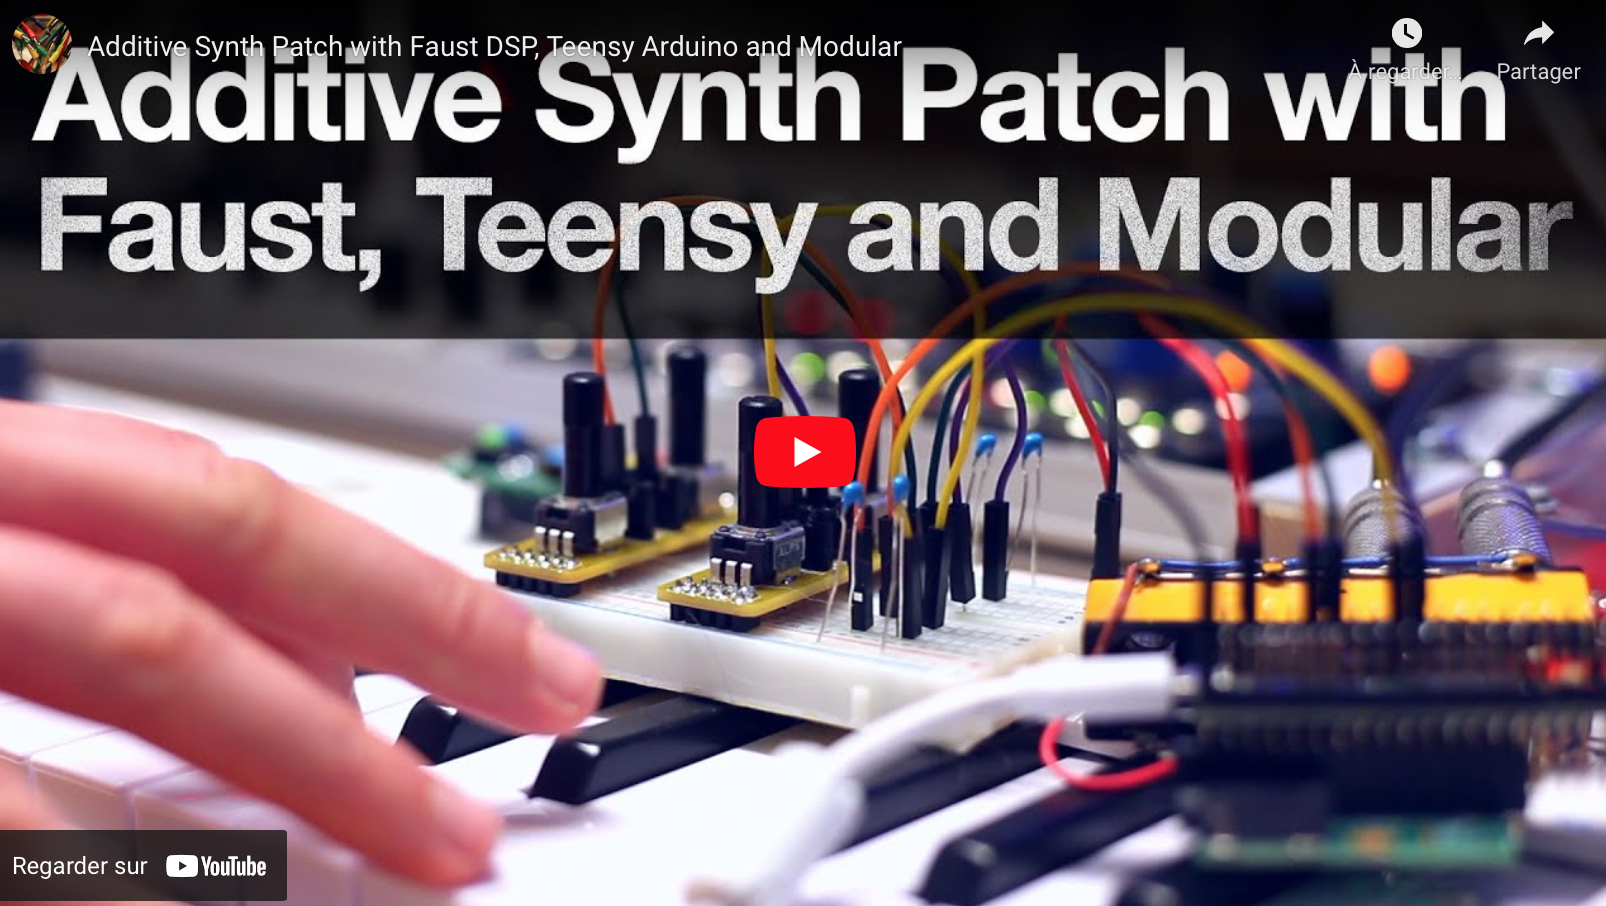 Additive Synth Patch with Faust DSP, Teensy Arduino and Modular
À regarder...
Partager
Additive Synth Patch with
Faust, Teensy and Modular
ALPS
Regarder sur YouTube